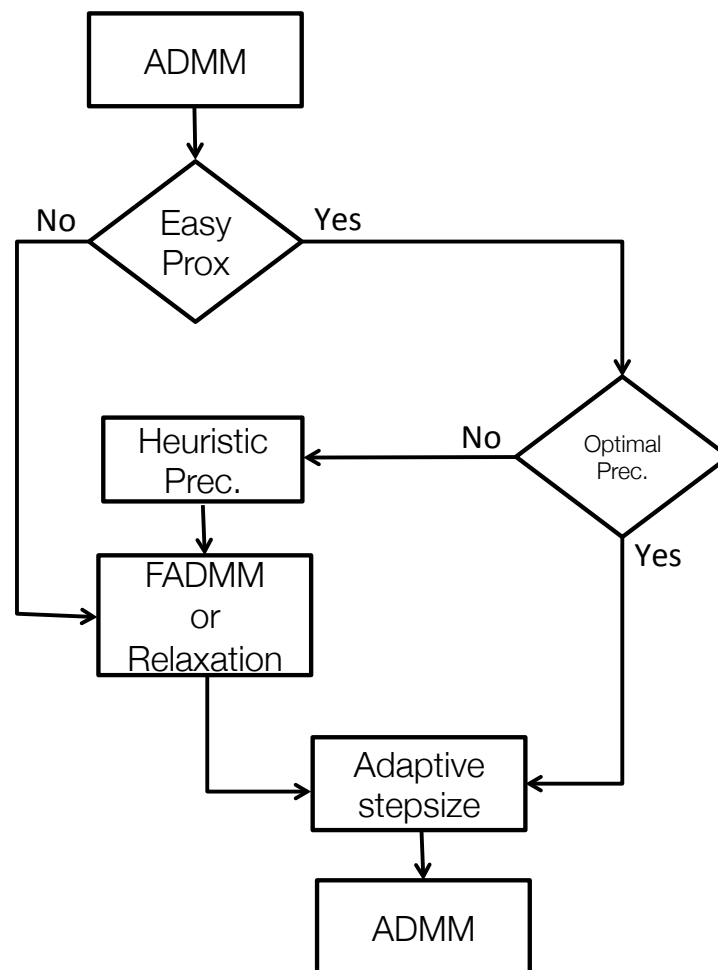 ADMM
No
Easy
Prox
Yes
Heuristic
Prec.
No
Optimal
Prec.
Yes
FADMM
or
Relaxation
Adaptive
stepsize
ADMM